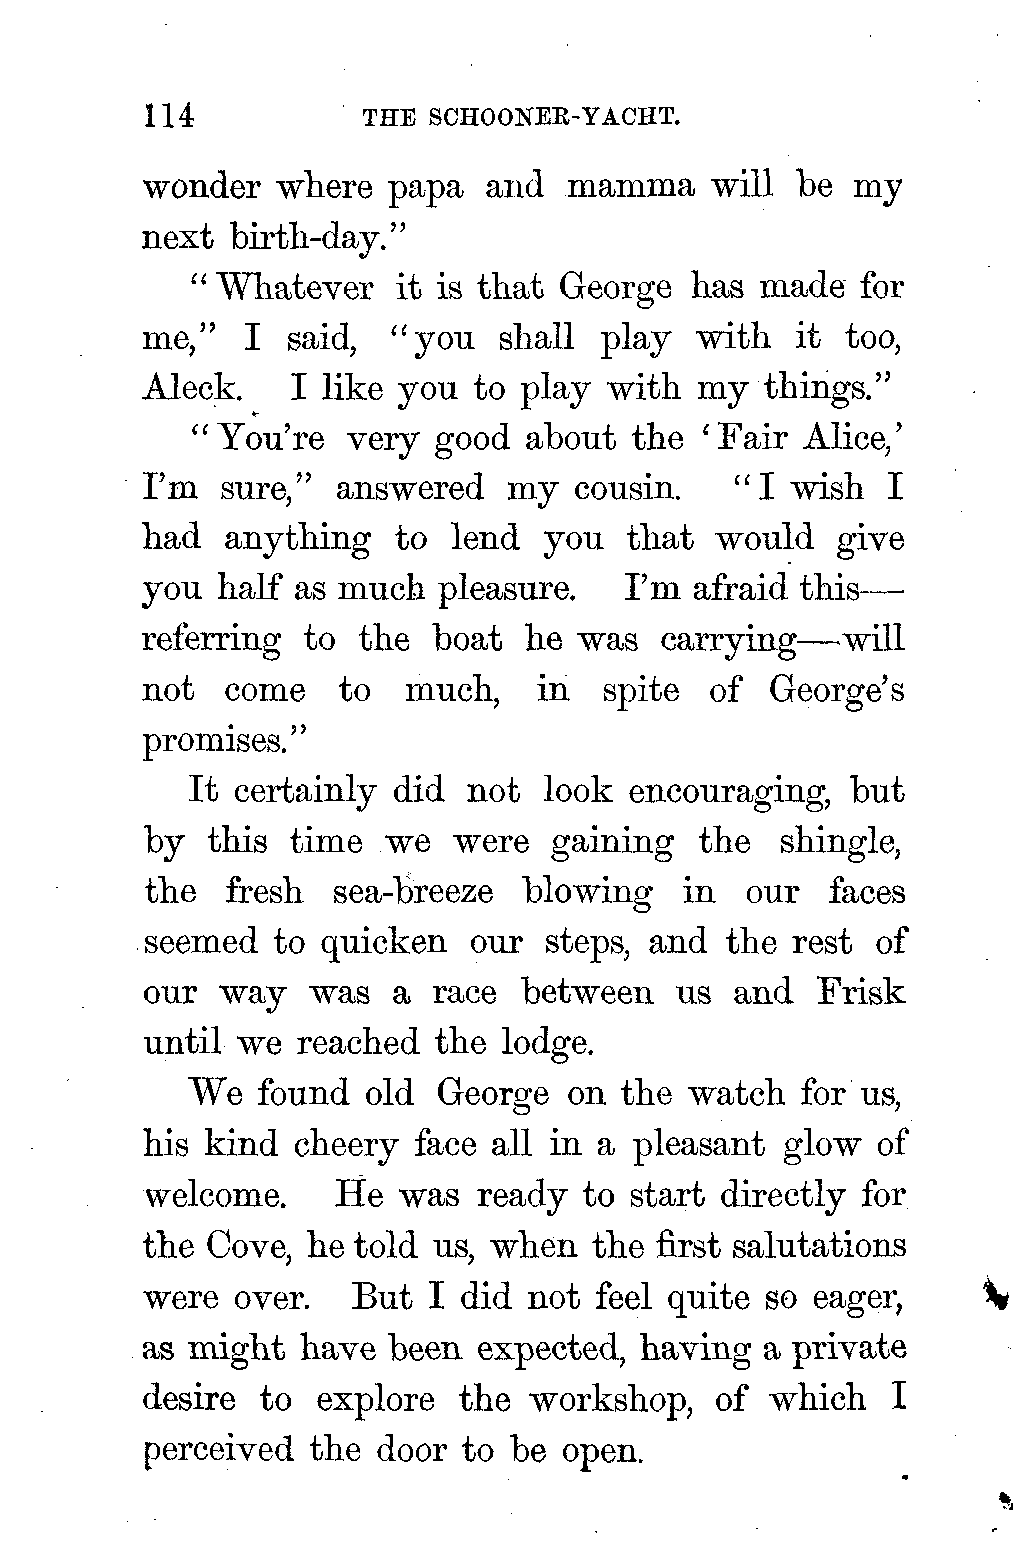 114 THE SCHOONER-YACHT.
wonder where papa and mamma will be my
next birth-day."
"Whatever it is that George has made for
me," I said, "you shall play with it too,
Aleck. I like you to play with my things."
"You're very good about the 'Fair Alice,'
I'm sure," answered my cousin. "I wish I
had anything to lend you that would give
you half as much pleasure. I'm afraid this—
referring to the boat he was carrying—will
not come to much, in spite of George's
promises."
It certainly did not look encouraging, but
by this time we were gaining the shingle,
the fresh sea-breeze blowing in our faces
seemed to quicken our steps, and the rest of
our way was a race between us and Frisk
until we reached the lodge.
We found old George on the watch for us,
his kind cheery face all in a pleasant glow of
welcome. He was ready to start directly for
the Cove, he told us, when the first salutations
were over. But I did not feel quite so eager,
as might have been expected, having a private
desire to explore the workshop, of which I
perceived the door to be open.